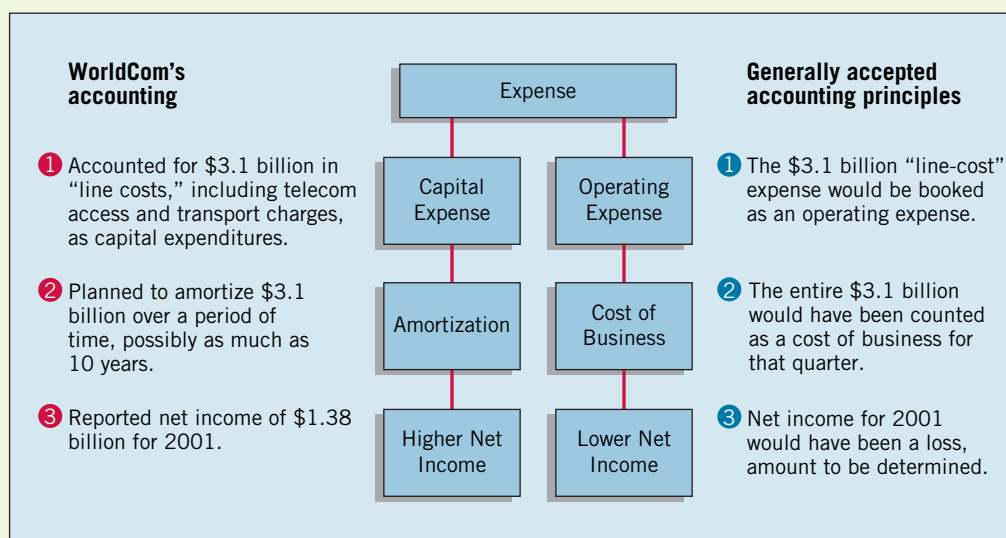 WorldCom's
accounting
1 Accounted for $3.1 billion in
"line costs," including telecom
access and transport charges,
as capital expenditures.
2 Planned to amortize $3.1
billion over a period of
time, possibly as much as
10 years.
3 Reported net income of $1.38
billion for 2001.
Expense
Capital
Expense
Operating
Expense
Amortization
Cost of
Business
Higher Net
Income
Lower Net
Income
Generally accepted
accounting principles
1 The $3.1 billion "line-cost"
expense would be booked
as an operating expense.
2 The entire $3.1 billion
would have been counted
as a cost of business for
that quarter.
3 Net income for 2001
would have been a loss,
amount to be determined.